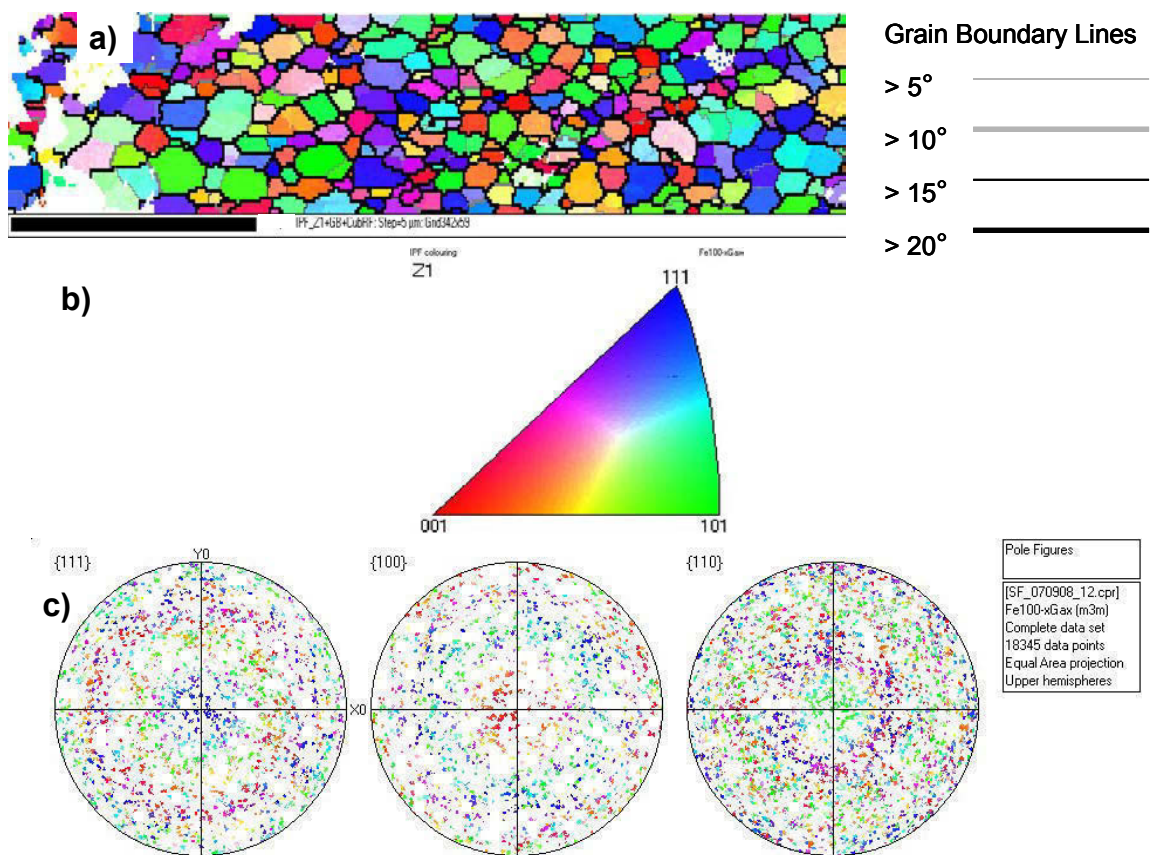 a)
Grain Boundary Lines
> 5°
> 10°
> 15°
> 20°
IPF_Z1+GB+CubRF; Step=5 µm; Grid342x59
IPF colouring
Z1
Fe100-xGax
b)
111
001
101
c)
{111}
Y0
X0
{100}
{110}
Pole Figures
[SF_070908_12.cpr]
Fe100-xGax (m3m)
Complete data set
18345 data points
Equal Area projection
Upper hemispheres